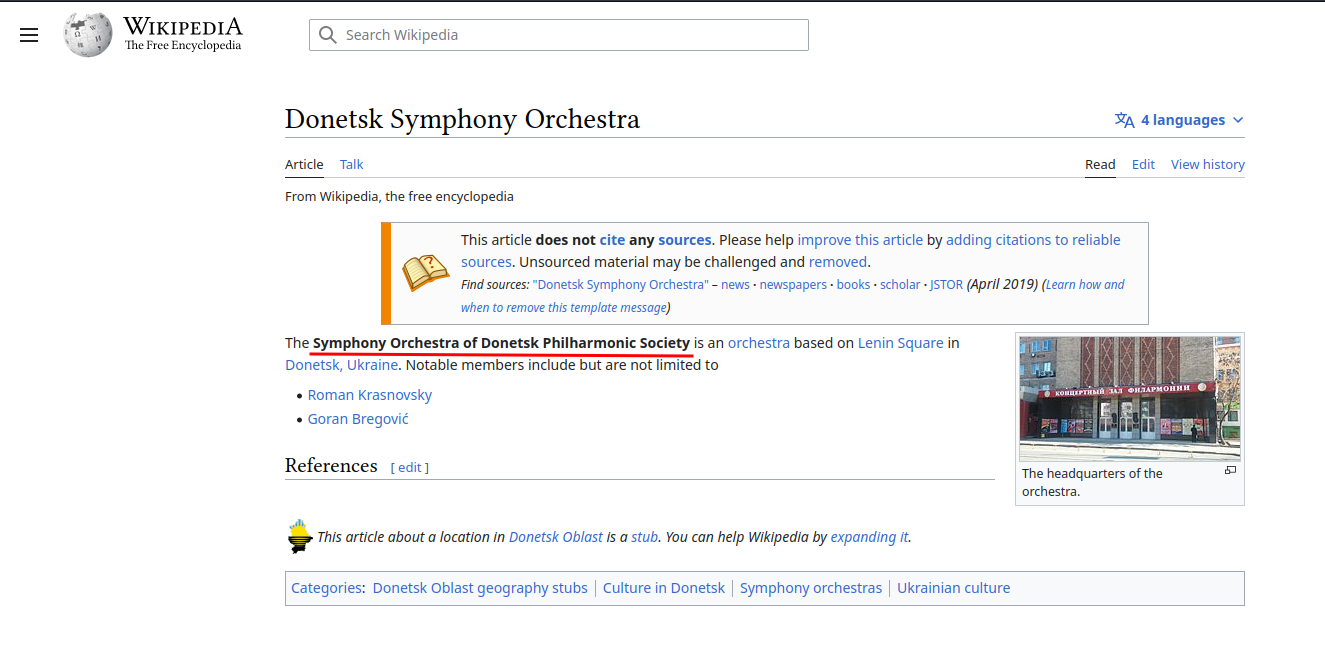 WIKIPEDIA
The Free Encyclopedia
Search Wikipedia
Donetsk Symphony Orchestra
4 languages
Article Talk
Read Edit View history
From Wikipedia, the free encyclopedia
This article does not cite any sources. Please help improve this article by adding citations to reliable
sources. Unsourced material may be challenged and removed.
Find sources: "Donetsk Symphony Orchestra" – news · newspapers · books · scholar · JSTOR (April 2019) (Learn how and
when to remove this template message)
The Symphony Orchestra of Donetsk Philharmonic Society is an orchestra based on Lenin Square in
Donetsk, Ukraine. Notable members include but are not limited to
• Roman Krasnovsky
• Goran Bregović
КОНЦЕРТНЫЙ ЗАЛ ФИЛАРМОНИИ
The headquarters of the
orchestra.
References [ edit ]
This article about a location in Donetsk Oblast is a stub. You can help Wikipedia by expanding it.
Categories: Donetsk Oblast geography stubs | Culture in Donetsk | Symphony orchestras | Ukrainian culture